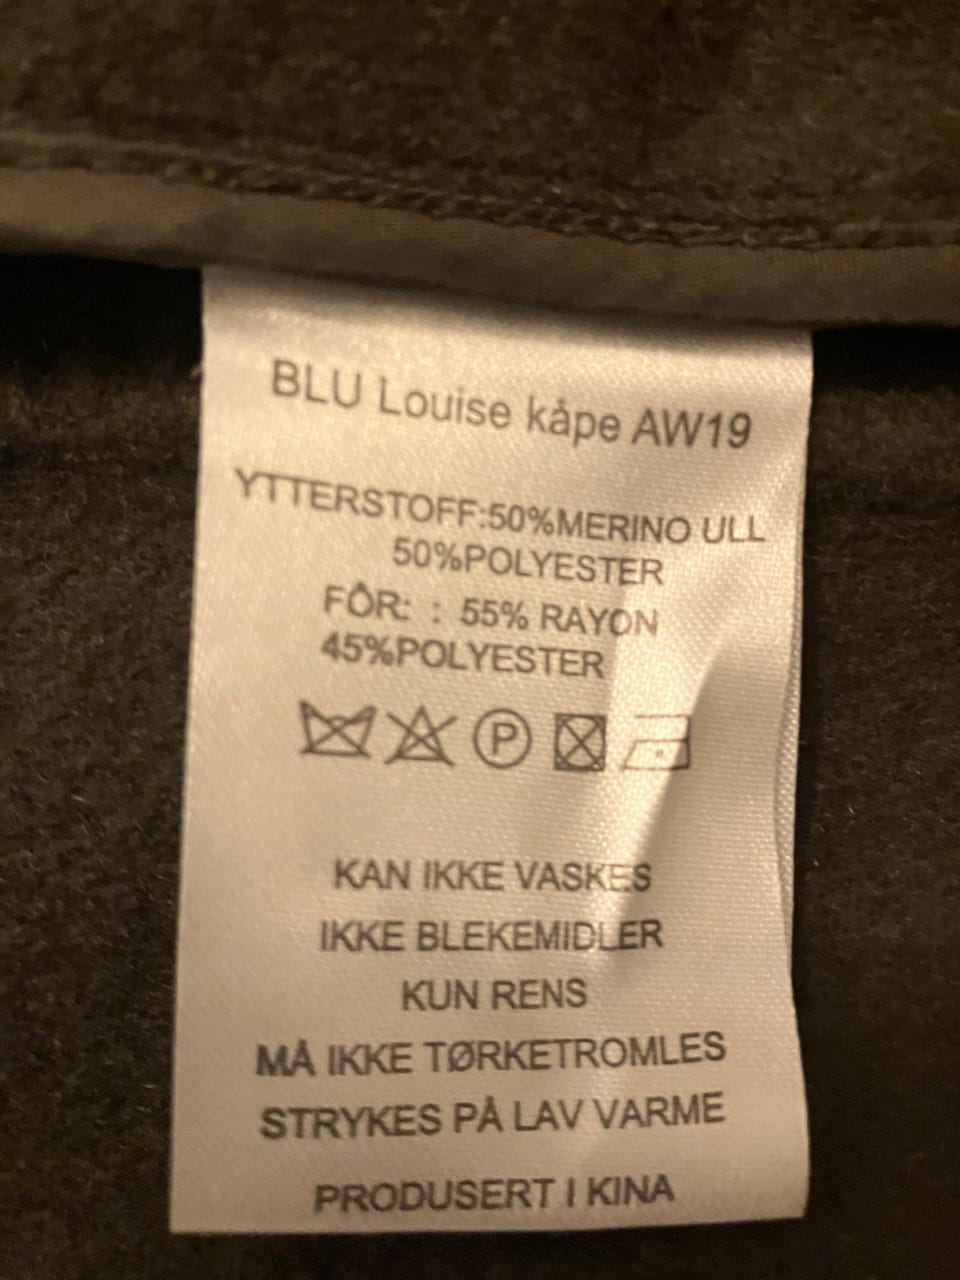 BLU Louise kåpe AW19
YTTERSTOFF:50%MERINO ULL
50%POLYESTER
FÔR: : 55% RAYON
45%POLYESTER
P
KAN IKKE VASKES
IKKE BLEKEMIDLER
KUN RENS
MÅ IKKE TØRKETROMLES
STRYKES PÅ LAV VARME
PRODUSERT I KINA